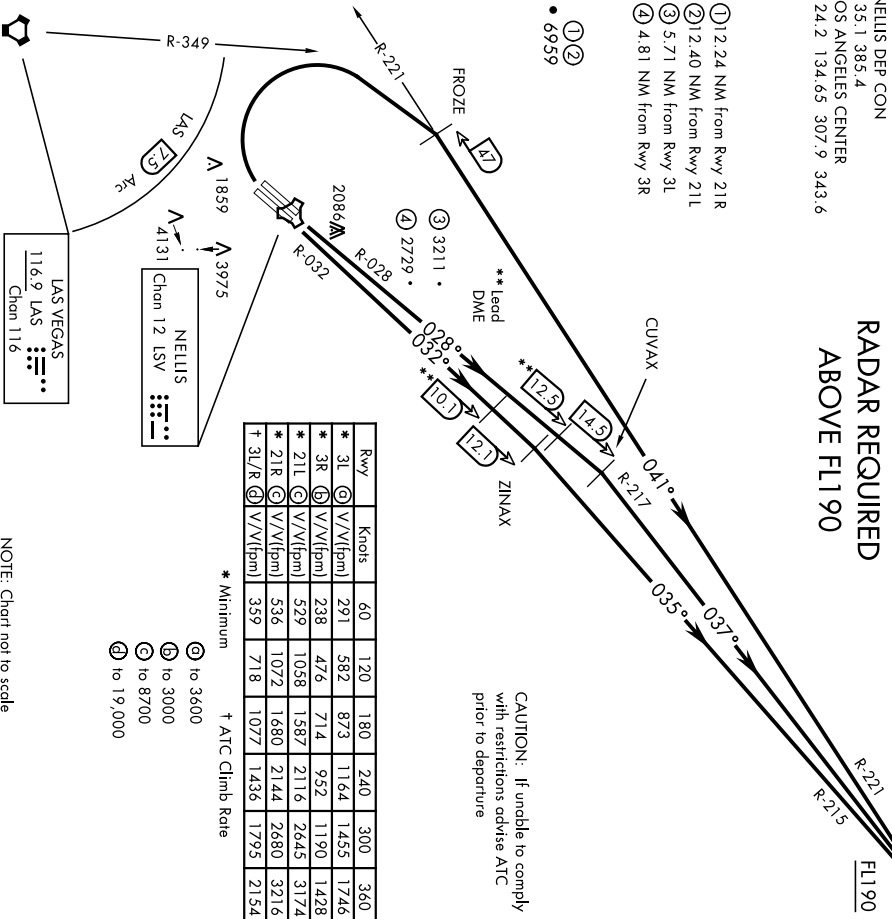 NELLIS DEP CON
35.1 385.4
OS ANGELES CENTER
24.2 134.65 307.9 343.6
① 12.24 NM from Rwy 21R
② 12.40 NM from Rwy 21L
③ 5.71 NM from Rwy 3L
④ 4.81 NM from Rwy 3R
① ②
6959
RADAR REQUIRED
ABOVE FL190
R-349
R-221
FROZE
47
LAS
7.5
Arc
1859
2086
③ 3211
④ 2729
4131
3975
R-028
R-032
** Lead
DME
028°
032°
**
12.5
14.5
**
10.1
12.1
CUVAX
ZINAX
R-217
041°
037°
035°
R-221
R-215
FL190
LAS VEGAS
116.9 LAS
Chan 116
NELLIS
Chan 12 LSV
CAUTION: If unable to comply
with restrictions advise ATC
prior to departure
Rwy Knots 60 120 180 240 300 360
* 3L ⓐ V/V(fpm) 291 582 873 1164 1455 1746
* 3R ⓑ V/V(fpm) 238 476 714 952 1190 1428
* 21L ⓒ V/V(fpm) 529 1058 1587 2116 2645 3174
* 21R ⓒ V/V(fpm) 536 1072 1680 2144 2680 3216
† 3L/R ⓓ V/V(fpm) 359 718 1077 1436 1795 2154
* Minimum † ATC Climb Rate
ⓐ to 3600
ⓑ to 3000
ⓒ to 8700
ⓓ to 19,000
NOTE: Chart not to scale